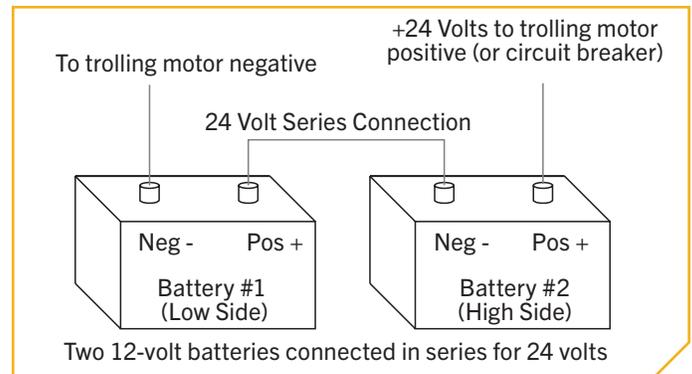 +24 Volts to trolling motor
positive (or circuit breaker)
To trolling motor negative
24 Volt Series Connection
Neg - Pos +
Battery #1
(Low Side)
Neg - Pos +
Battery #2
(High Side)
Two 12-volt batteries connected in series for 24 volts